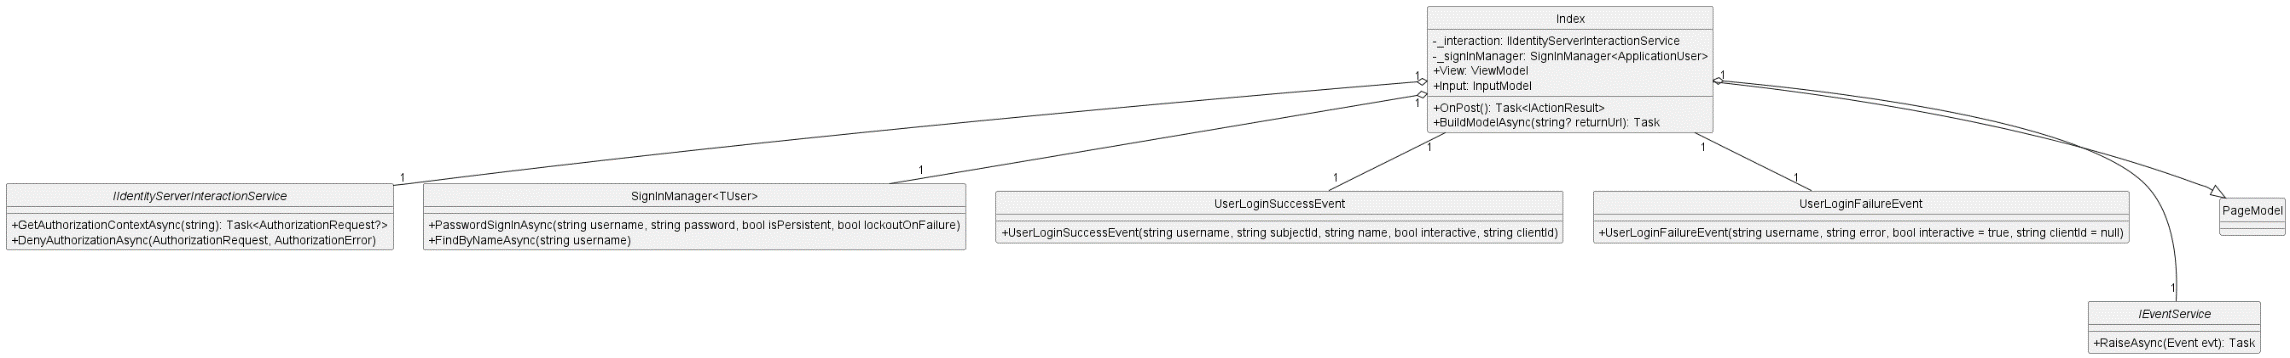 Index
-_interaction: IIdentityServerInteractionService
-_signInManager: SignInManager<ApplicationUser>
+View: ViewModel
+Input: InputModel
+OnPost(): Task<IActionResult>
+BuildModelAsync(string? returnUrl): Task
1
1
1
1
1
1
1
1
1
IIdentityServerInteractionService
+GetAuthorizationContextAsync(string): Task<AuthorizationRequest?>
+DenyAuthorizationAsync(AuthorizationRequest, AuthorizationError)
SignInManager<TUser>
+PasswordSignInAsync(string username, string password, bool isPersistent, bool lockoutOnFailure)
+FindByNameAsync(string username)
UserLoginSuccessEvent
+UserLoginSuccessEvent(string username, string subjectId, string name, bool interactive, string clientId)
UserLoginFailureEvent
+UserLoginFailureEvent(string username, string error, bool interactive = true, string clientId = null)
PageModel
1
IEventService
+RaiseAsync(Event evt): Task